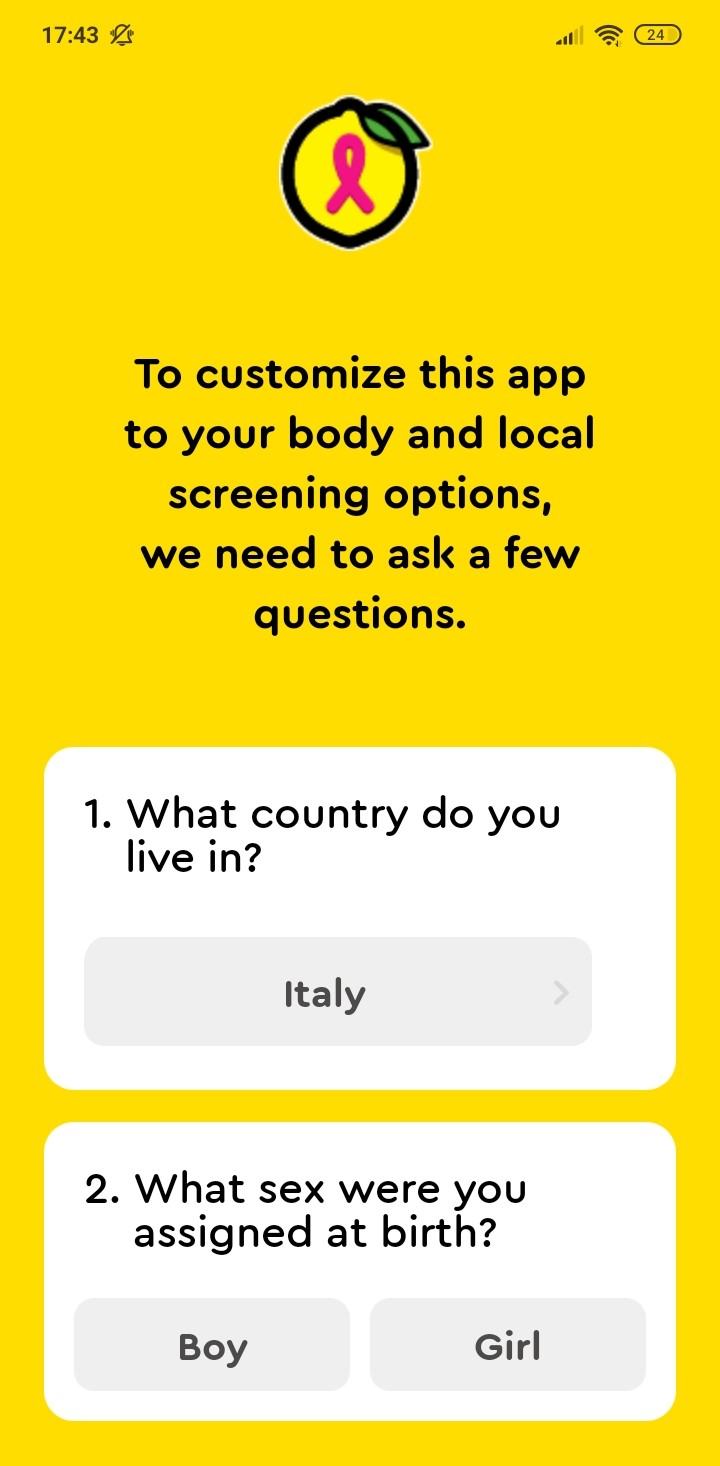 17:43
24
To customize this app
to your body and local
screening options,
we need to ask a few
questions.
1. What country do you
live in?
Italy
2. What sex were you
assigned at birth?
Boy
Girl